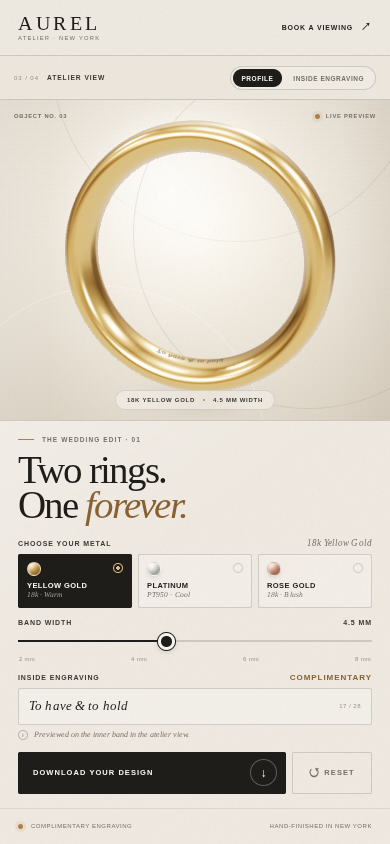 AUREL
ATELIER · NEW YORK
BOOK A VIEWING ↗
03 / 04 ATELIER VIEW
PROFILE INSIDE ENGRAVING
OBJECT NO. 03
LIVE PREVIEW
To have & to hold
18K YELLOW GOLD • 4.5 MM WIDTH
THE WEDDING EDIT · 01
Two rings.
One forever.
CHOOSE YOUR METAL 18k Yellow Gold
YELLOW GOLD
18k · Warm
PLATINUM
PT950 · Cool
ROSE GOLD
18k · Blush
BAND WIDTH 4.5 MM
2 mm 4 mm 6 mm 8 mm
INSIDE ENGRAVING COMPLIMENTARY
To have & to hold 17 / 28
i Previewed on the inner band in the atelier view.
DOWNLOAD YOUR DESIGN ↓
RESET
COMPLIMENTARY ENGRAVING HAND-FINISHED IN NEW YORK